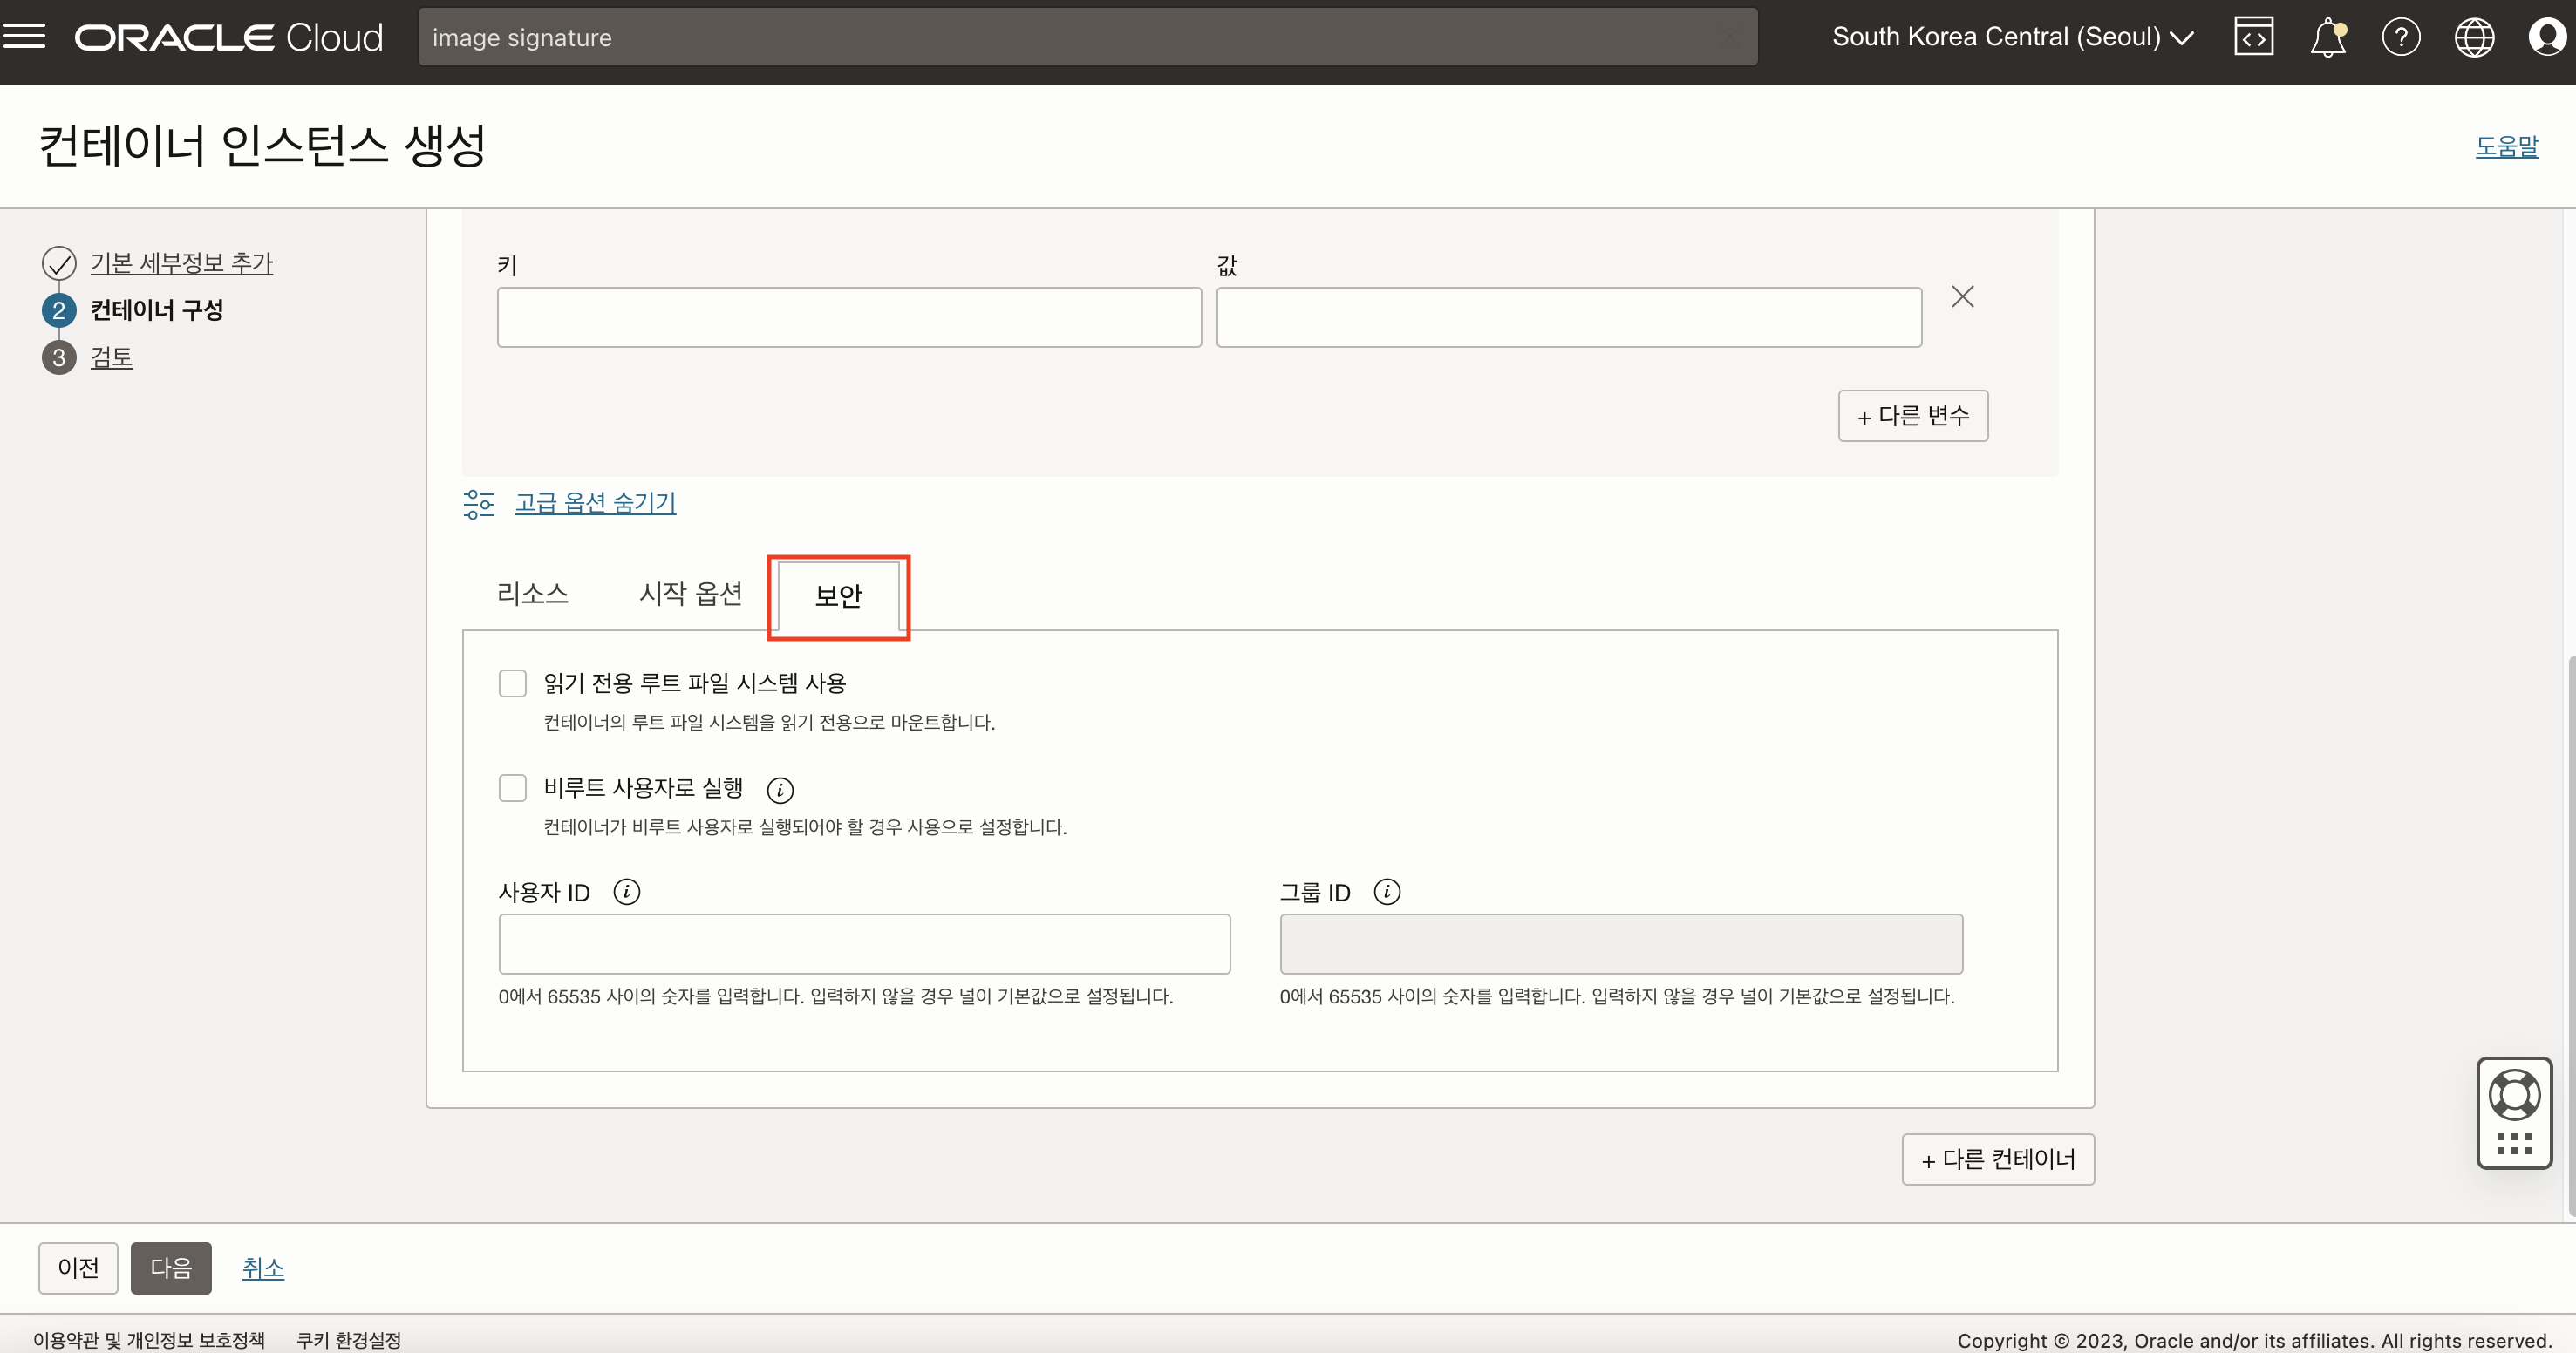 ORACLE Cloud
image signature
South Korea Central (Seoul)
컨테이너 인스턴스 생성
도움말
기본 세부정보 추가
2 컨테이너 구성
3 검토
키
값
+ 다른 변수
고급 옵션 숨기기
리소스
시작 옵션
보안
읽기 전용 루트 파일 시스템 사용
컨테이너의 루트 파일 시스템을 읽기 전용으로 마운트합니다.
비루트 사용자로 실행
컨테이너가 비루트 사용자로 실행되어야 할 경우 사용으로 설정합니다.
사용자 ID
그룹 ID
0에서 65535 사이의 숫자를 입력합니다. 입력하지 않을 경우 널이 기본값으로 설정됩니다.
0에서 65535 사이의 숫자를 입력합니다. 입력하지 않을 경우 널이 기본값으로 설정됩니다.
+ 다른 컨테이너
이전
다음
취소
이용약관 및 개인정보 보호정책
쿠키 환경설정
Copyright © 2023, Oracle and/or its affiliates. All rights reserved.